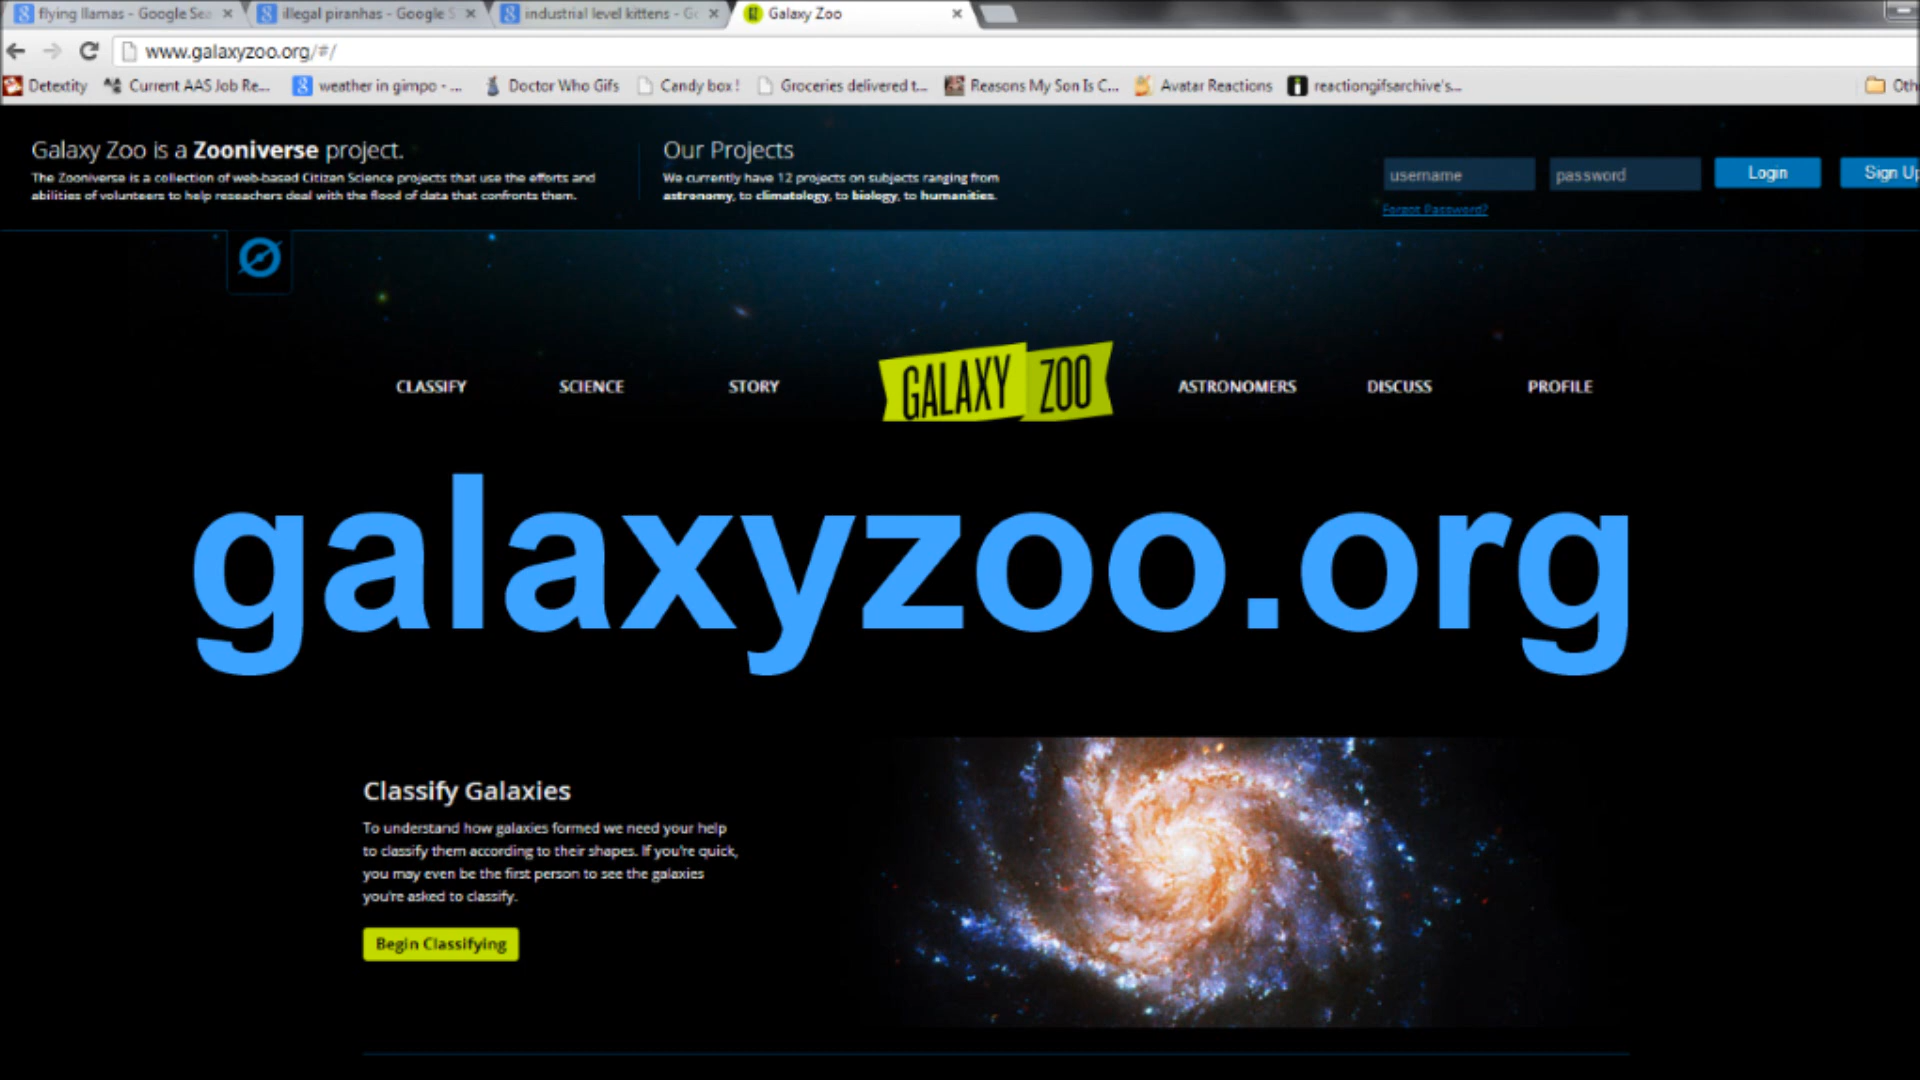 flying llamas - Google Sea
illegal piranhas - Google S
industrial level kittens - Go
Galaxy Zoo
www.galaxyzoo.org/#/
Detextity
Current AAS Job Re...
weather in gimpo - ...
Doctor Who Gifs
Candy box!
Groceries delivered t...
Reasons My Son Is C...
Avatar Reactions
reactiongifsarchive's...
Oth
Galaxy Zoo is a Zooniverse project.
The Zooniverse is a collection of web-based Citizen Science projects that use the efforts and
abilities of volunteers to help researchers deal with the flood of data that confronts them.
Our Projects
We currently have 12 projects on subjects ranging from
astronomy, to climatology, to biology, to humanities.
username
password
Login
Sign Up
Forgot Password?
CLASSIFY
SCIENCE
STORY
GALAXY ZOO
ASTRONOMERS
DISCUSS
PROFILE
galaxyzoo.org
Classify Galaxies
To understand how galaxies formed we need your help
to classify them according to their shapes. If you're quick,
you may even be the first person to see the galaxies
you're asked to classify.
Begin Classifying